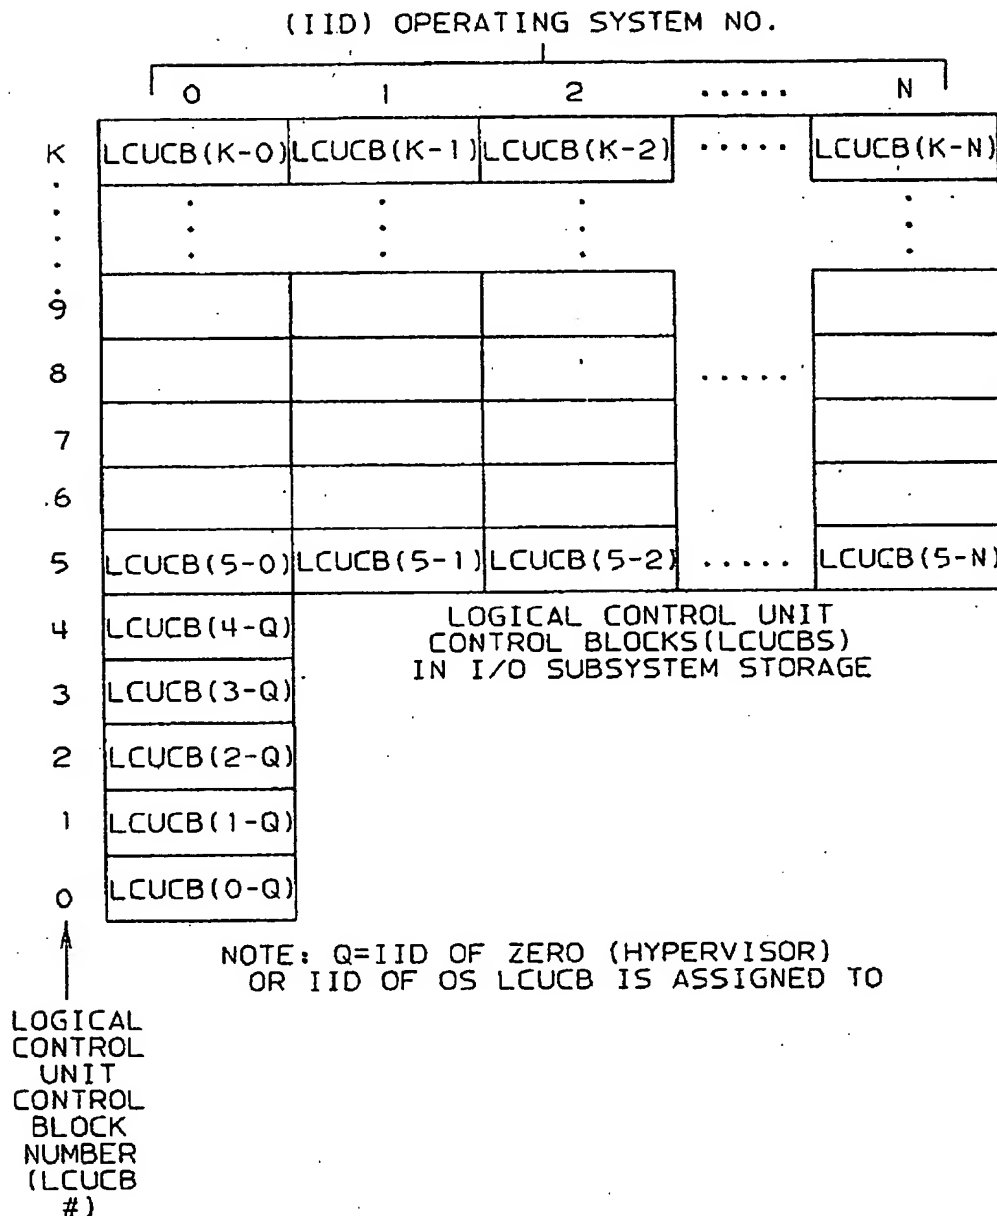 (IID) OPERATING SYSTEM NO.
0 1 2 ..... N
K LCUCB(K-0) LCUCB(K-1) LCUCB(K-2) ..... LCUCB(K-N)
9
8 .....
7
6
5 LCUCB(5-0) LCUCB(5-1) LCUCB(5-2) ..... LCUCB(5-N)
4 LCUCB(4-Q)
3 LCUCB(3-Q)
2 LCUCB(2-Q)
1 LCUCB(1-Q)
0 LCUCB(0-Q)
LOGICAL CONTROL UNIT
CONTROL BLOCKS(LCUCBS)
IN I/O SUBSYSTEM STORAGE
NOTE: Q=IID OF ZERO (HYPERVISOR)
OR IID OF OS LCUCB IS ASSIGNED TO
LOGICAL
CONTROL
UNIT
CONTROL
BLOCK
NUMBER
(LCUCB
#)